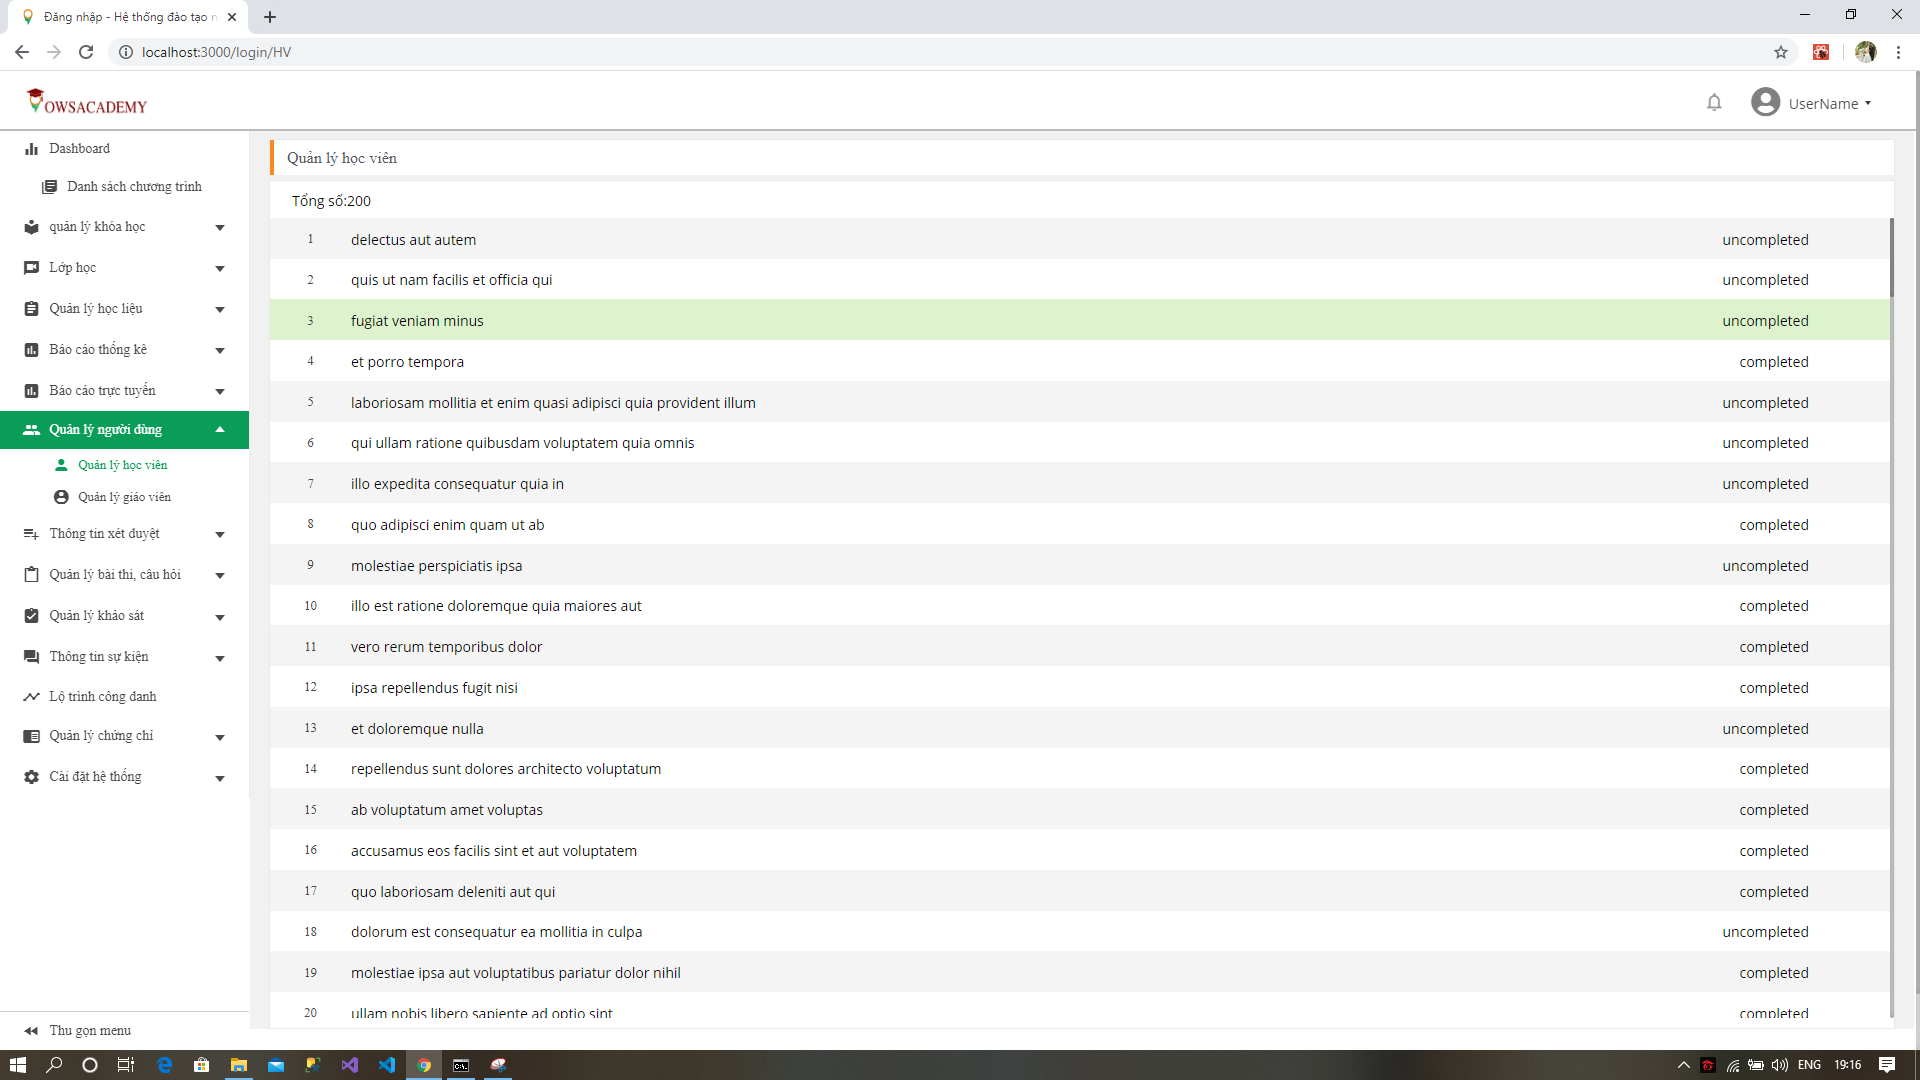 Đăng nhập - Hệ thống đào tạo n
localhost:3000/login/HV
OWSACADEMY
UserName
Dashboard
Danh sách chương trình
quản lý khóa học
Lớp học
Quản lý học liệu
Báo cáo thống kê
Báo cáo trực tuyến
Quản lý người dùng
Quản lý học viên
Quản lý giáo viên
Thông tin xét duyệt
Quản lý bài thi, câu hỏi
Quản lý khảo sát
Thông tin sự kiện
Lộ trình công danh
Quản lý chứng chỉ
Cài đặt hệ thống
Thu gọn menu
Quản lý học viên
Tổng số:200
1 delectus aut autem uncompleted
2 quis ut nam facilis et officia qui uncompleted
3 fugiat veniam minus uncompleted
4 et porro tempora completed
5 laboriosam mollitia et enim quasi adipisci quia provident illum uncompleted
6 qui ullam ratione quibusdam voluptatem quia omnis uncompleted
7 illo expedita consequatur quia in uncompleted
8 quo adipisci enim quam ut ab completed
9 molestiae perspiciatis ipsa uncompleted
10 illo est ratione doloremque quia maiores aut completed
11 vero rerum temporibus dolor completed
12 ipsa repellendus fugit nisi completed
13 et doloremque nulla uncompleted
14 repellendus sunt dolores architecto voluptatum completed
15 ab voluptatum amet voluptas completed
16 accusamus eos facilis sint et aut voluptatem completed
17 quo laboriosam deleniti aut qui completed
18 dolorum est consequatur ea mollitia in culpa uncompleted
19 molestiae ipsa aut voluptatibus pariatur dolor nihil completed
20 ullam nobis libero sapiente ad optio sint completed
ENG 19:16